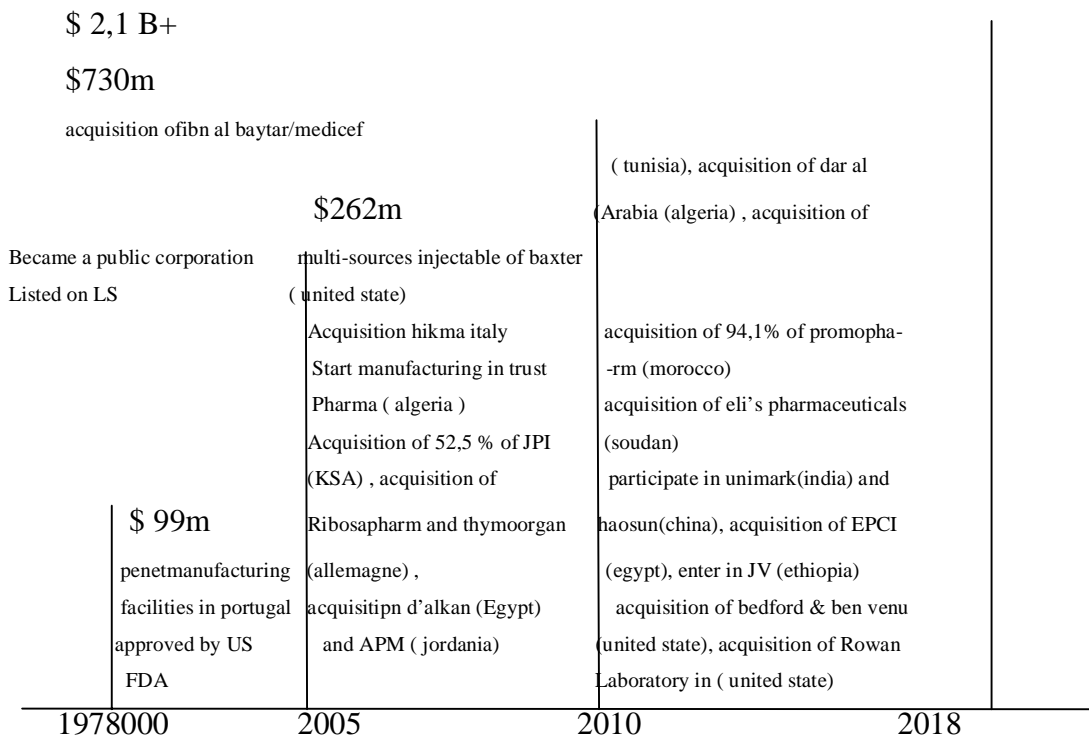 $ 2,1 B+
$730m
acquisition ofibn al baytar/medicef
( tunisia), acquisition of dar al
$262m
(Arabia (algeria) , acquisition of
Became a public corporation
multi-sources injectable of baxter
Listed on LS
( united state)
Acquisition hikma italy
acquisition of 94,1% of promopha-
Start manufacturing in trust
-rm (morocco)
Pharma ( algeria )
acquisition of eli’s pharmaceuticals
Acquisition of 52,5 % of JPI
(soudan)
(KSA) , acquisition of
participate in unimark(india) and
$ 99m
Ribosapharm and thymoorgan
haosun(china), acquisition of EPCI
penetmanufacturing
(allemagne) ,
(egypt), enter in JV (ethiopia)
facilities in portugal
acquisitipn d’alkan (Egypt)
acquisition of bedford & ben venu
approved by US
and APM ( jordania)
(united state), acquisition of Rowan
FDA
Laboratory in ( united state)
1978000
2005
2010
2018